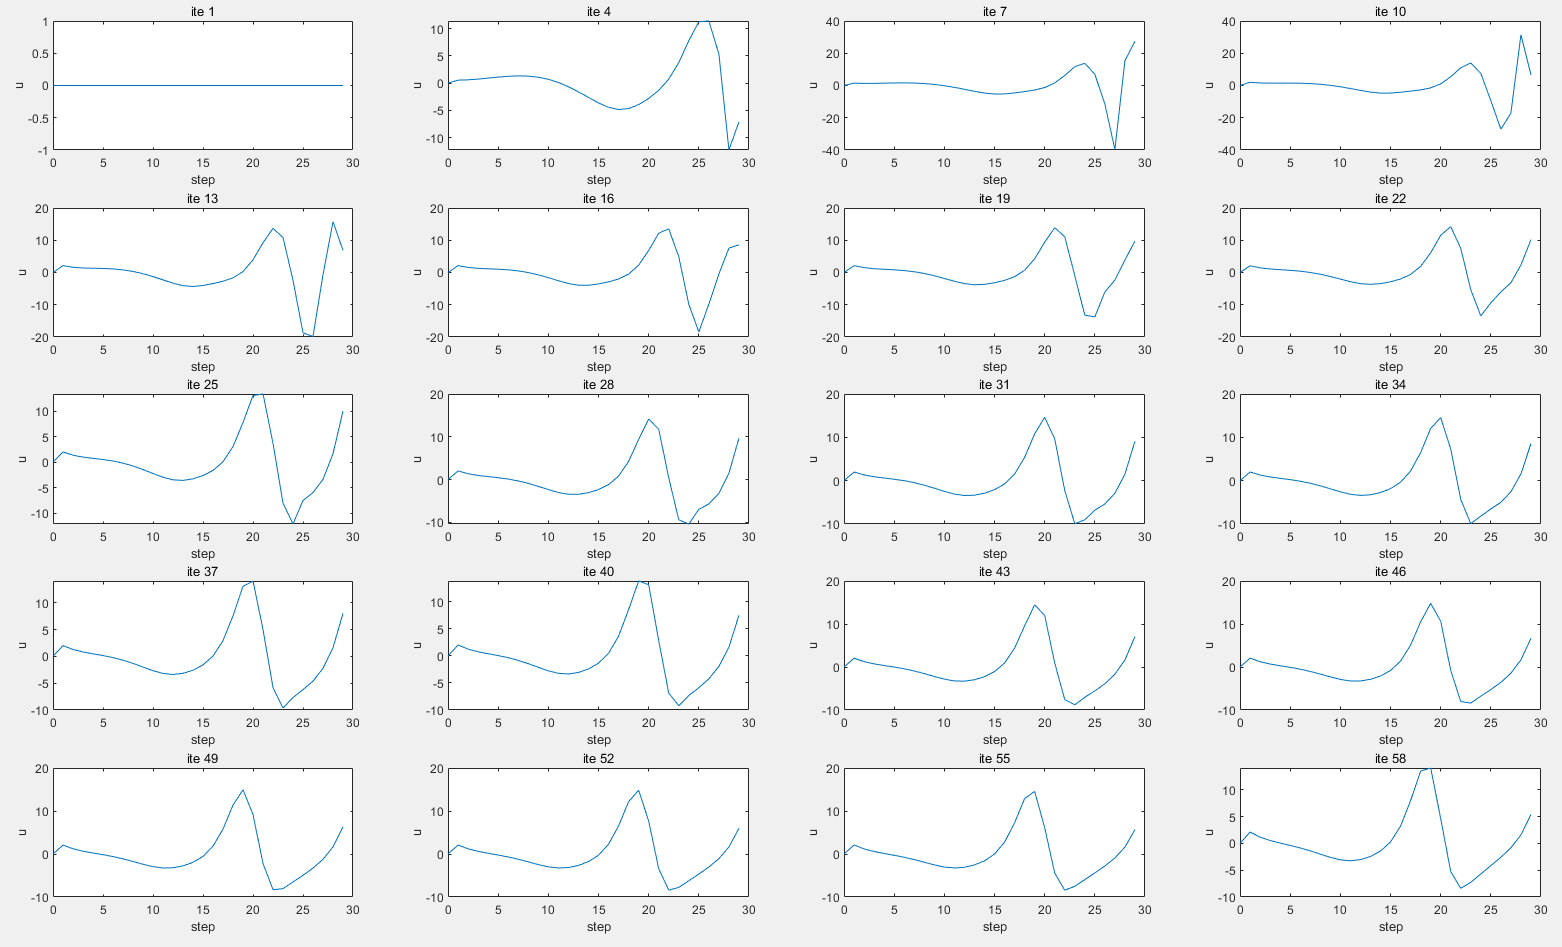 ite 1 ite 4 ite 7 ite 10
1 10 40 40
0.5 5 20 20
u 0 u 0 u 0 u 0
-0.5 -5 -20 -20
-1 -10 -40 -40
0 5 10 15 20 25 30 0 5 10 15 20 25 30 0 5 10 15 20 25 30 0 5 10 15 20 25 30
step step step step
ite 13 ite 16 ite 19 ite 22
20 20 20 20
10 10 10 10
u 0 u 0 u 0 u 0
-10 -10 -10 -10
-20 -20 -20 -20
0 5 10 15 20 25 30 0 5 10 15 20 25 30 0 5 10 15 20 25 30 0 5 10 15 20 25 30
step step step step
ite 25 ite 28 ite 31 ite 34
10 20 20 20
5 10 10 10
u 0 u 0 u 0 u 0
-5 -10 -10 -10
-10
0 5 10 15 20 25 30 0 5 10 15 20 25 30 0 5 10 15 20 25 30 0 5 10 15 20 25 30
step step step step
ite 37 ite 40 ite 43 ite 46
10 10 20 20
5 5 10 10
u 0 u 0 u 0 u 0
-5 -5 -10 -10
-10 -10
0 5 10 15 20 25 30 0 5 10 15 20 25 30 0 5 10 15 20 25 30 0 5 10 15 20 25 30
step step step step
ite 49 ite 52 ite 55 ite 58
20 20 20 10
10 10 10 5
u 0 u 0 u 0 u 0
-10 -10 -10 -5
-10
0 5 10 15 20 25 30 0 5 10 15 20 25 30 0 5 10 15 20 25 30 0 5 10 15 20 25 30
step step step step